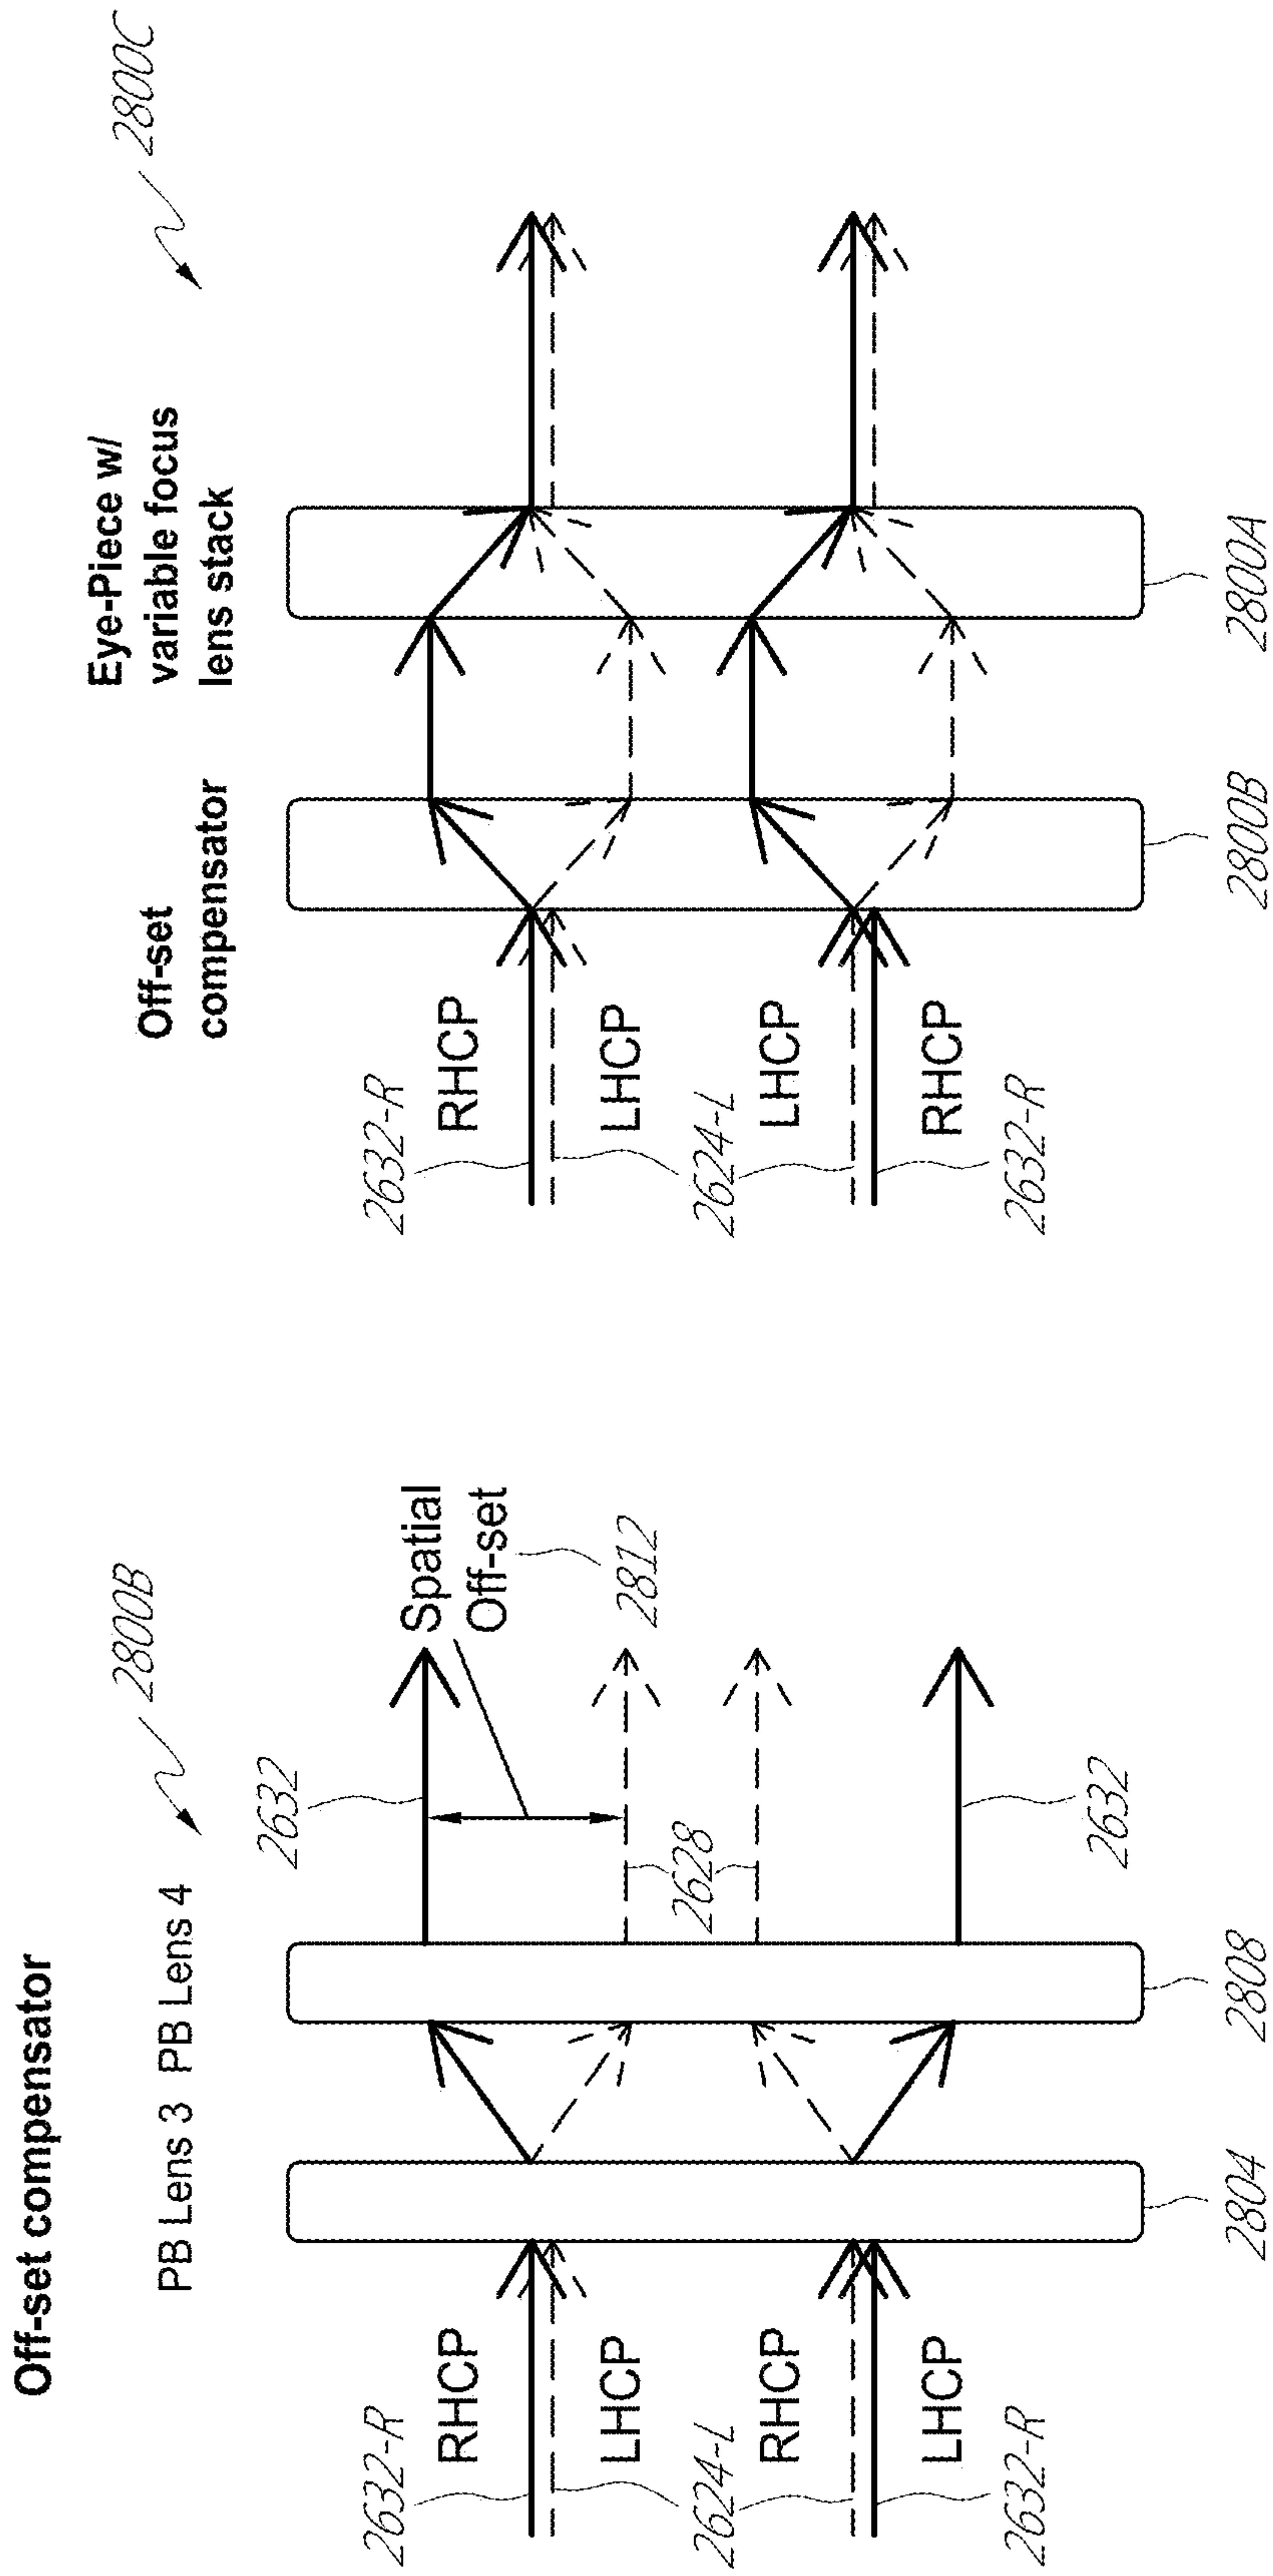 Off-set compensator
PB Lens 3 PB Lens 4
2800B
2632
2632-R
RHCP
LHCP
2624-L
RHCP
LHCP
2632-R
Spatial
Off-set
2812
2628
2632
2804
2808
2800C
Off-set
compensator
Eye-Piece w/
variable focus
lens stack
2632-R
RHCP
LHCP
2624-L
LHCP
RHCP
2632-R
2800B
2800A